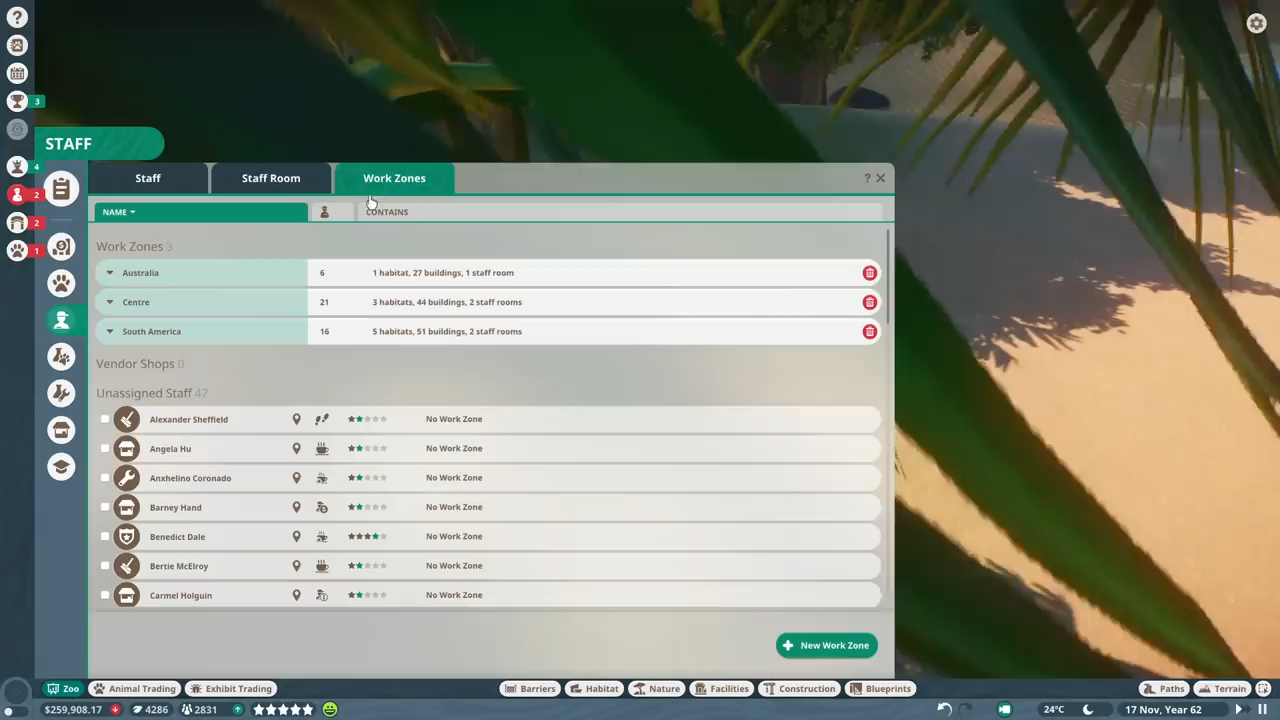 ?
3
STAFF
4
2
2
1
Staff
Staff Room
Work Zones
?
NAME
CONTAINS
Work Zones 3
Australia 6 1 habitat, 27 buildings, 1 staff room
Centre 21 3 habitats, 44 buildings, 2 staff rooms
South America 16 5 habitats, 51 buildings, 2 staff rooms
Vendor Shops 0
Unassigned Staff 47
Alexander Sheffield No Work Zone
Angela Hu No Work Zone
Anxhelino Coronado No Work Zone
Barney Hand No Work Zone
Benedict Dale No Work Zone
Bertie McElroy No Work Zone
Carmel Holguin No Work Zone
New Work Zone
Zoo Animal Trading Exhibit Trading Barriers Habitat Nature Facilities Construction Blueprints Paths Terrain
$259,908.17 4286 2831 24°C 17 Nov, Year 62